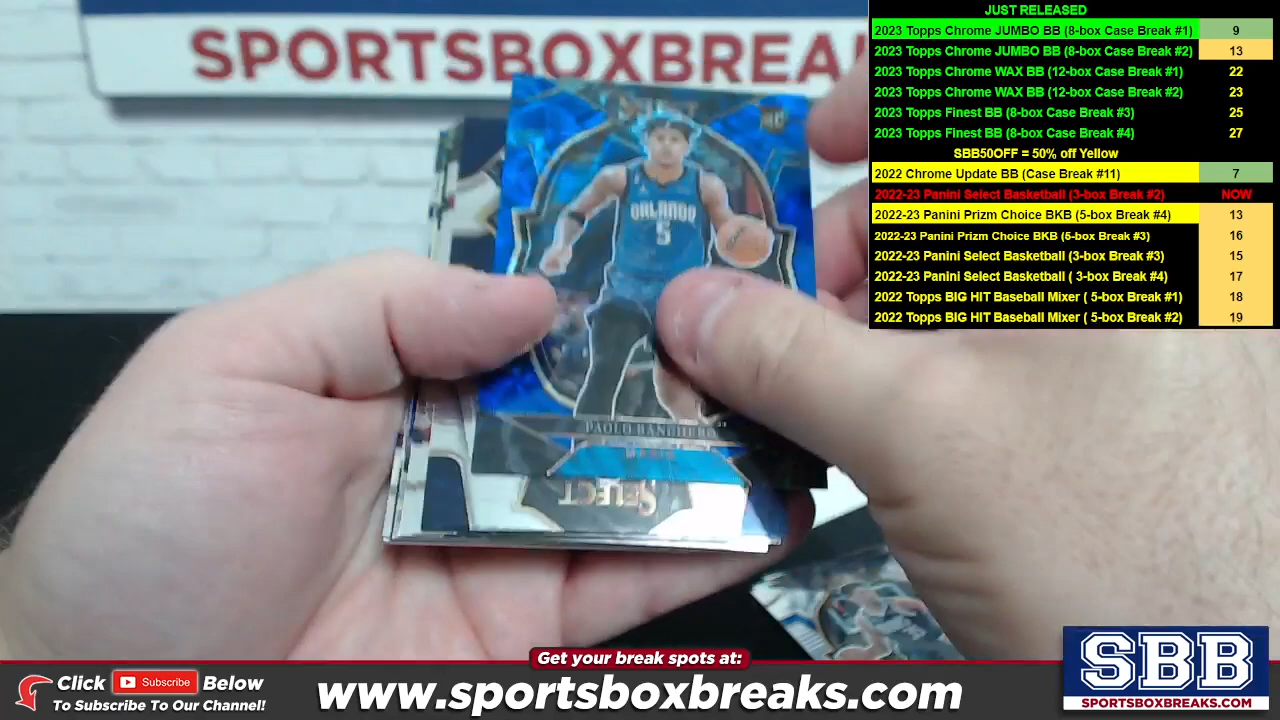 SPORTSBOXBREA
SELECT
RC
ORLANDO
5
PAOLO BANCHERO
SELECT
JUST RELEASED
2023 Topps Chrome JUMBO BB (8-box Case Break #1) 9
2023 Topps Chrome JUMBO BB (8-box Case Break #2) 13
2023 Topps Chrome WAX BB (12-box Case Break #1) 22
2023 Topps Chrome WAX BB (12-box Case Break #2) 23
2023 Topps Finest BB (8-box Case Break #3) 25
2023 Topps Finest BB (8-box Case Break #4) 27
SBB50OFF = 50% off Yellow
2022 Chrome Update BB (Case Break #11) 7
2022-23 Panini Select Basketball (3-box Break #2) NOW
2022-23 Panini Prizm Choice BKB (5-box Break #4) 13
2022-23 Panini Prizm Choice BKB (5-box Break #3) 16
2022-23 Panini Select Basketball (3-box Break #3) 15
2022-23 Panini Select Basketball ( 3-box Break #4) 17
2022 Topps BIG HIT Baseball Mixer ( 5-box Break #1) 18
2022 Topps BIG HIT Baseball Mixer ( 5-box Break #2) 19
Get your break spots at:
Click Subscribe Below
To Subscribe To Our Channel!
www.sportsboxbreaks.com
SBB
SPORTSBOXBREAKS.COM